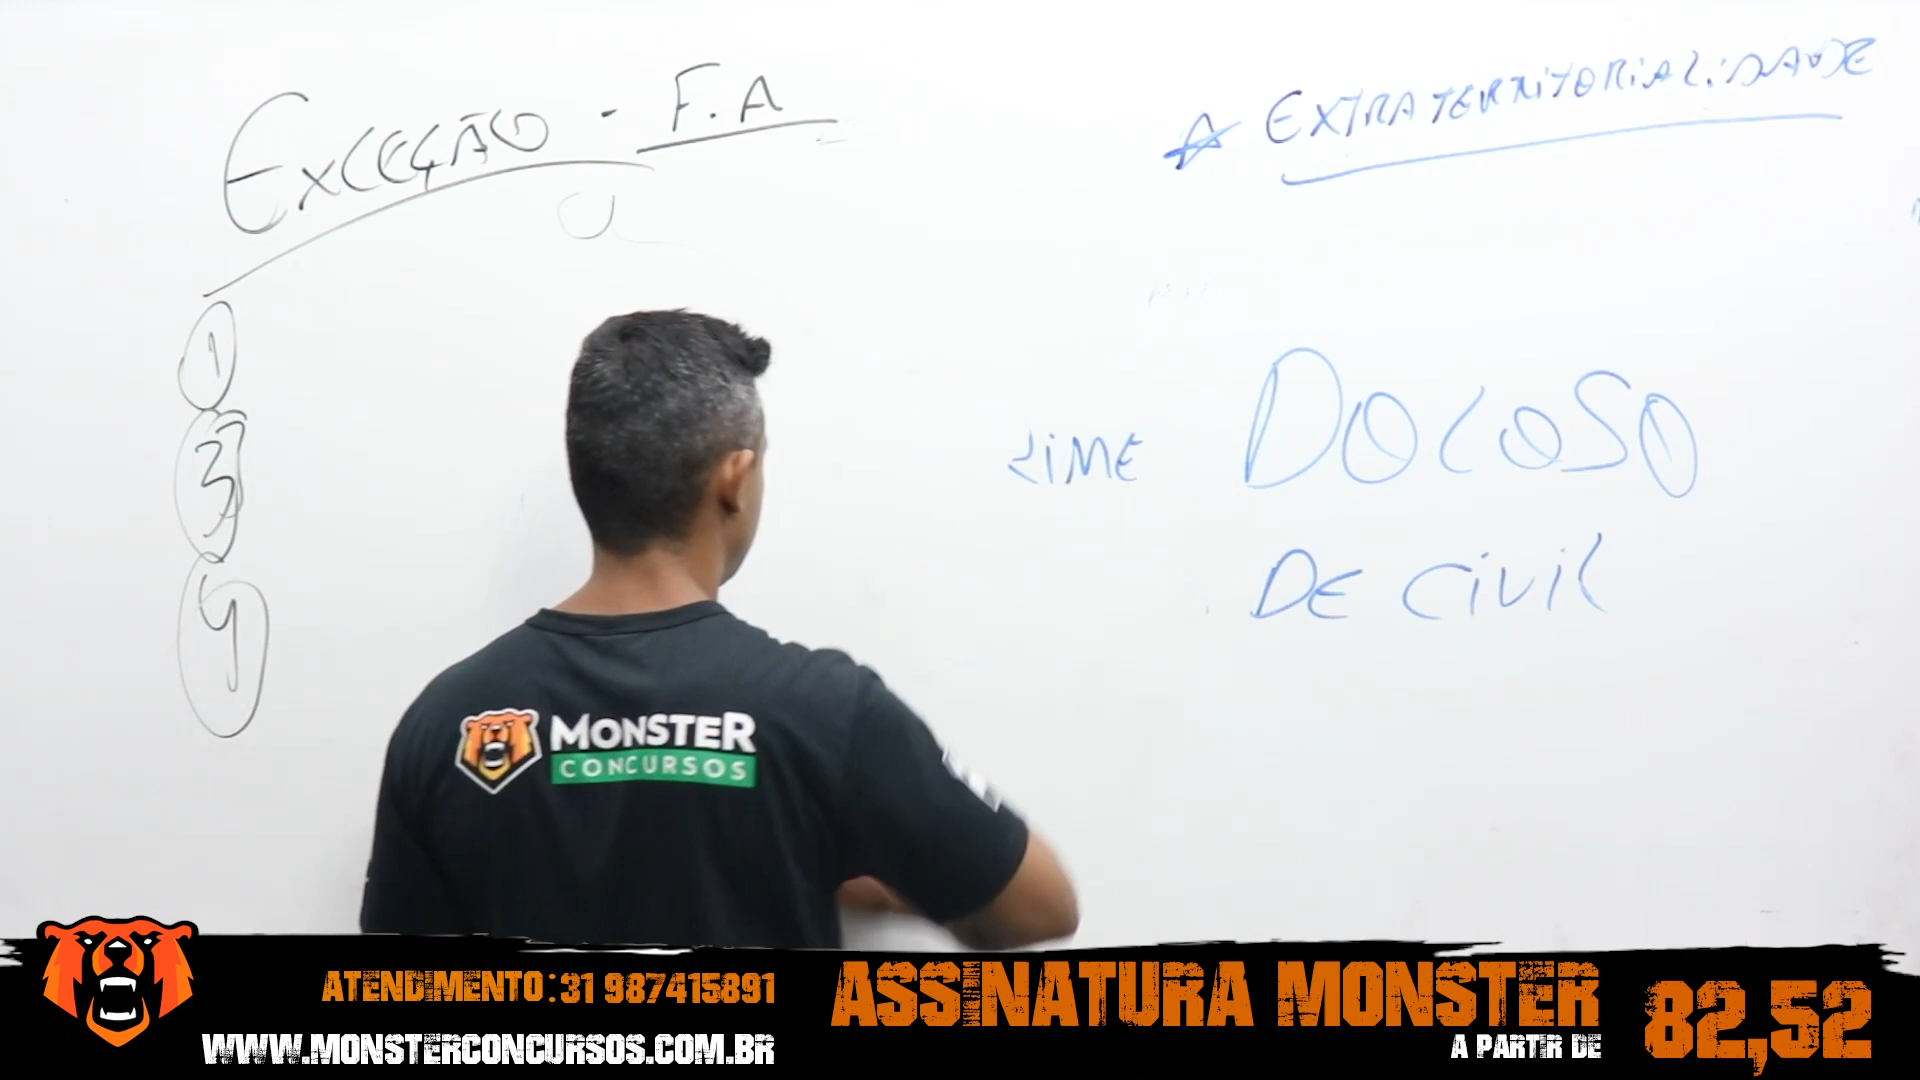 EXCEÇÃO - F.A
1
3
4
☆ EXTRATERRITORIALIDADE
DOLOSO
DE CIVIL
MONSTER
CONCURSOS
ATENDIMENTO: 31 987415891
WWW.MONSTERCONCURSOS.COM.BR
ASSINATURA MONSTER
A PARTIR DE
82,52